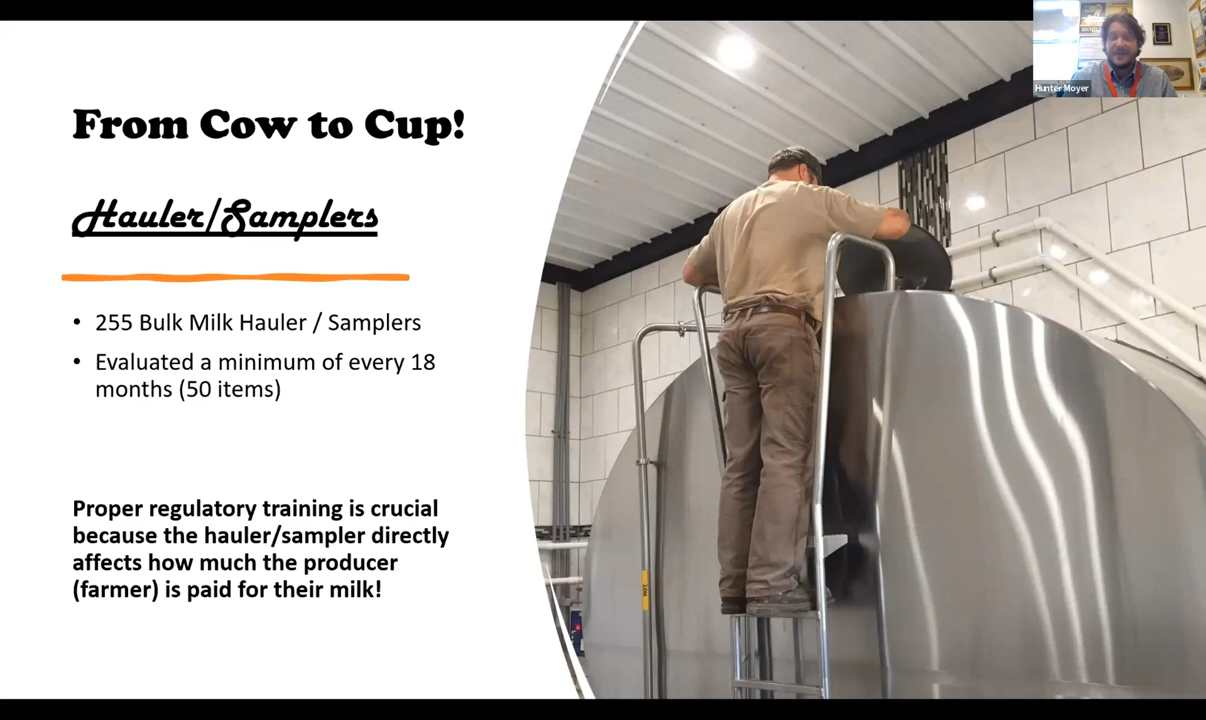 Hunter Moyer
From Cow to Cup!
Hauler/Samplers
• 255 Bulk Milk Hauler / Samplers
• Evaluated a minimum of every 18
months (50 items)
Proper regulatory training is crucial
because the hauler/sampler directly
affects how much the producer
(farmer) is paid for their milk!
HOT